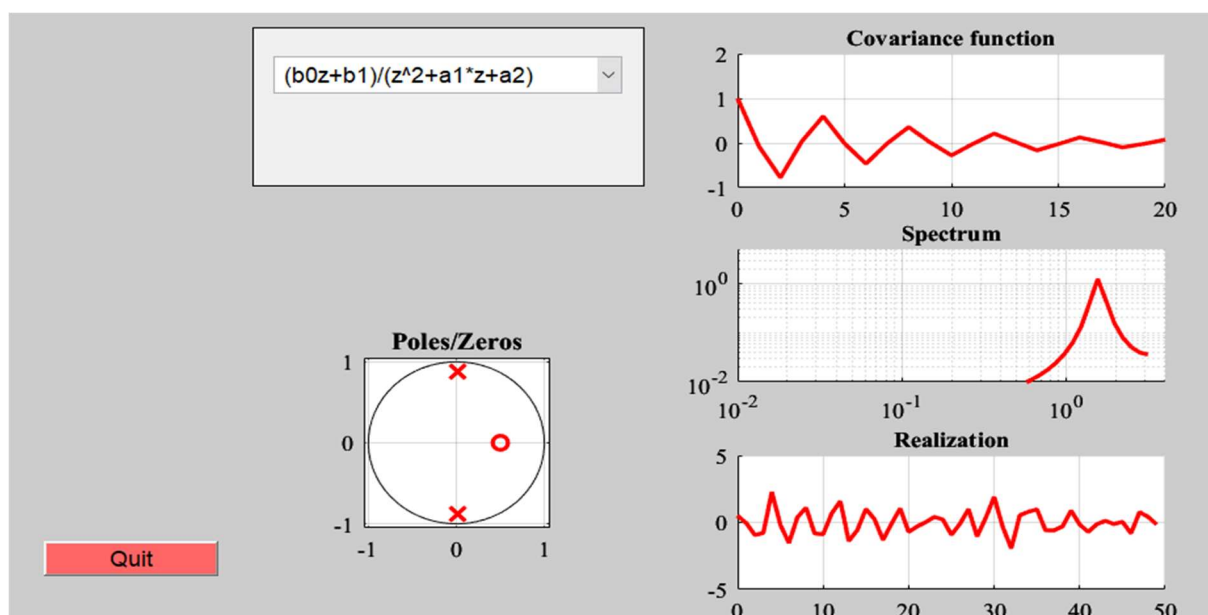 (b0z+b1)/(z^2+a1*z+a2)
Covariance function
2
1
0
-1
0 5 10 15 20
Spectrum
10^0
10^-2
10^-2 10^-1 10^0
Poles/Zeros
1
0
-1
-1 0 1
Realization
5
0
-5
0 10 20 30 40 50
Quit